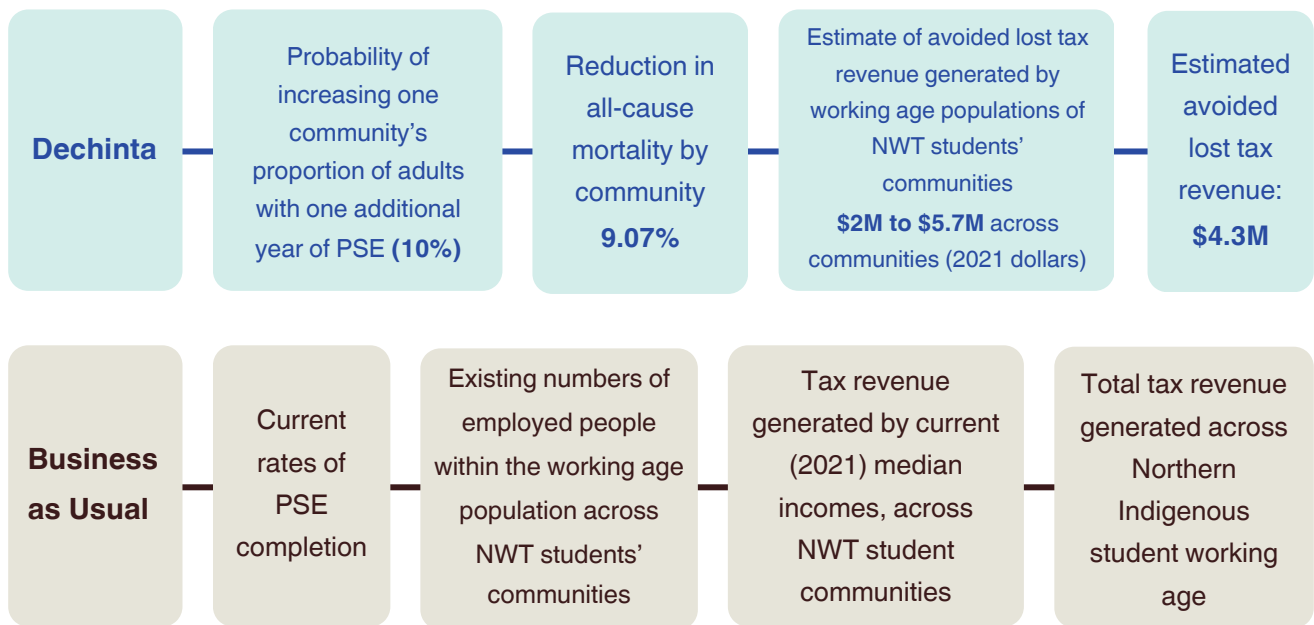 Dechinta
Probability of
increasing one
community’s
proportion of adults
with one additional
year of PSE (10%)
Reduction in
all-cause
mortality by
community
9.07%
Estimate of avoided lost tax
revenue generated by
working age populations of
NWT students’
communities
$2M to $5.7M across
communities (2021 dollars)
Estimated
avoided
lost tax
revenue:
$4.3M
Business
as Usual
Current
rates of
PSE
completion
Existing numbers of
employed people
within the working age
population across
NWT students’
communities
Tax revenue
generated by current
(2021) median
incomes, across
NWT student
communities
Total tax revenue
generated across
Northern
Indigenous
student working
age